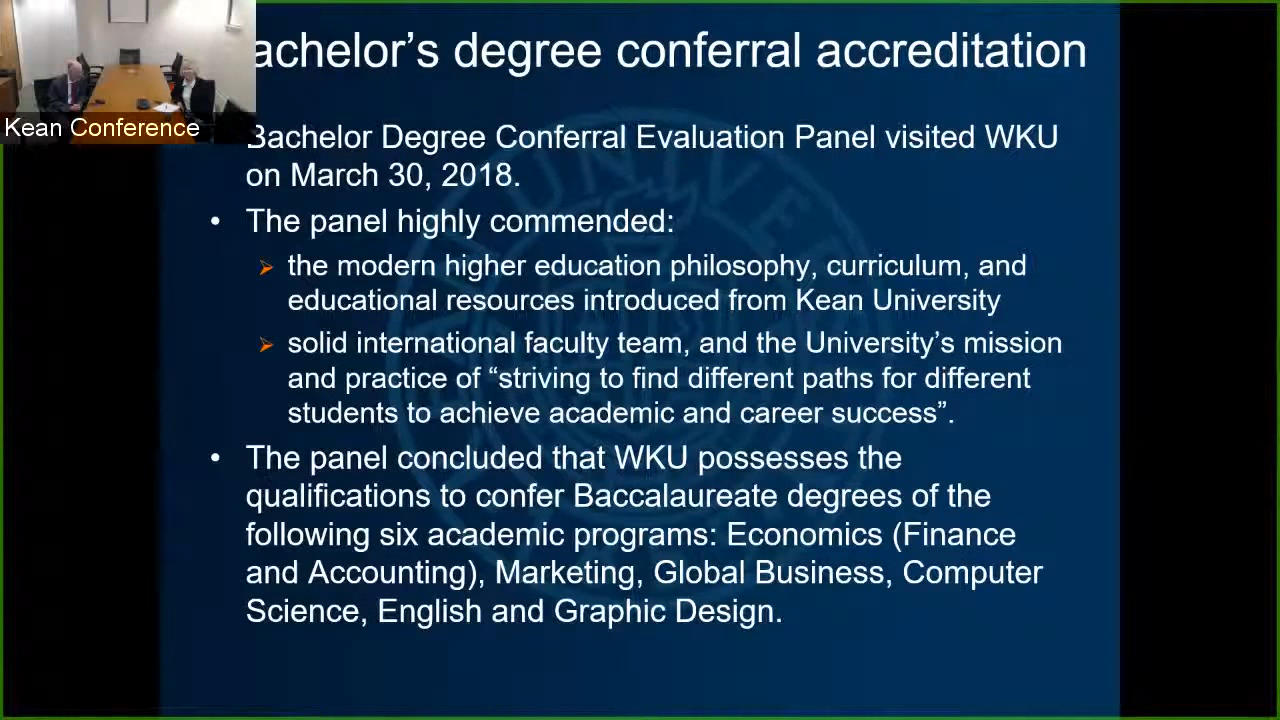 achelor’s degree conferral accreditation
Kean Conference
Bachelor Degree Conferral Evaluation Panel visited WKU
on March 30, 2018.
• The panel highly commended:
➢ the modern higher education philosophy, curriculum, and
educational resources introduced from Kean University
➢ solid international faculty team, and the University’s mission
and practice of “striving to find different paths for different
students to achieve academic and career success”.
• The panel concluded that WKU possesses the
qualifications to confer Baccalaureate degrees of the
following six academic programs: Economics (Finance
and Accounting), Marketing, Global Business, Computer
Science, English and Graphic Design.